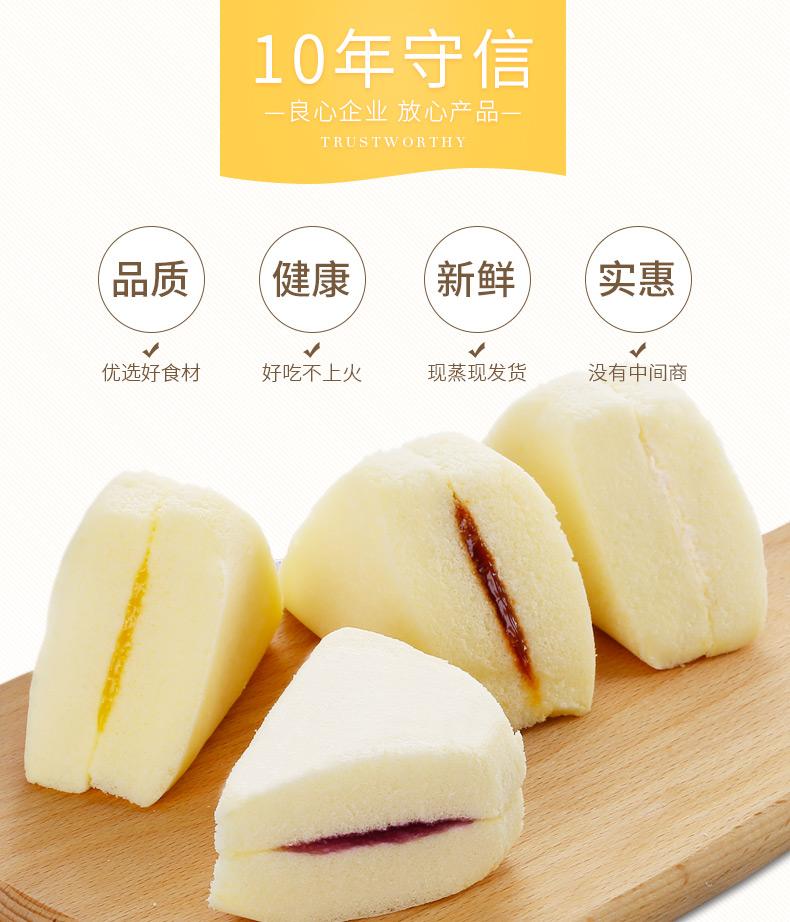 10年守信
—良心企业 放心产品—
TRUSTWORTHY
品质
健康
新鲜
实惠
优选好食材
好吃不上火
现蒸现发货
没有中间商